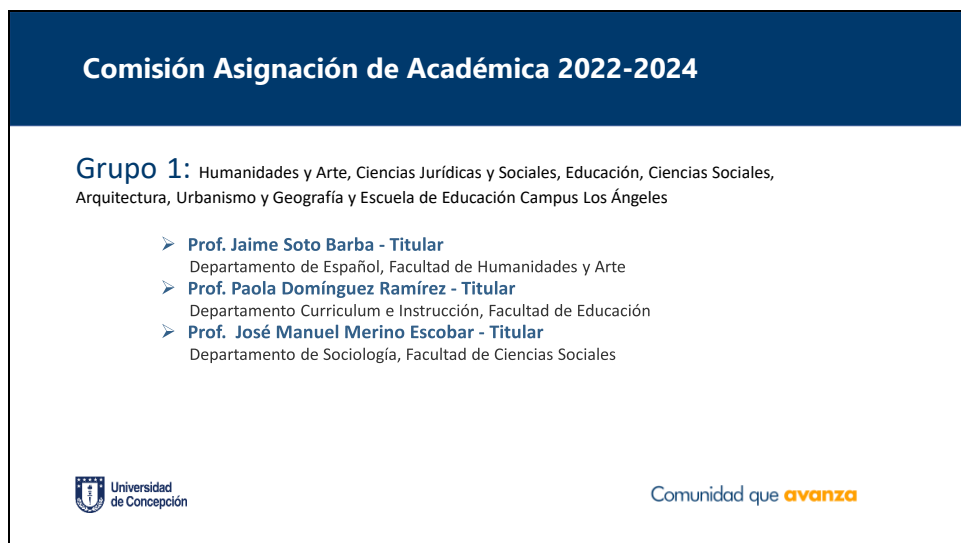 Comisión Asignación de Académica 2022-2024
Grupo 1: Humanidades y Arte, Ciencias Jurídicas y Sociales, Educación, Ciencias Sociales,
Arquitectura, Urbanismo y Geografía y Escuela de Educación Campus Los Ángeles
➢ Prof. Jaime Soto Barba - Titular
Departamento de Español, Facultad de Humanidades y Arte
➢ Prof. Paola Domínguez Ramírez - Titular
Departamento Curriculum e Instrucción, Facultad de Educación
➢ Prof. José Manuel Merino Escobar - Titular
Departamento de Sociología, Facultad de Ciencias Sociales
Universidad
de Concepción
Comunidad que avanza